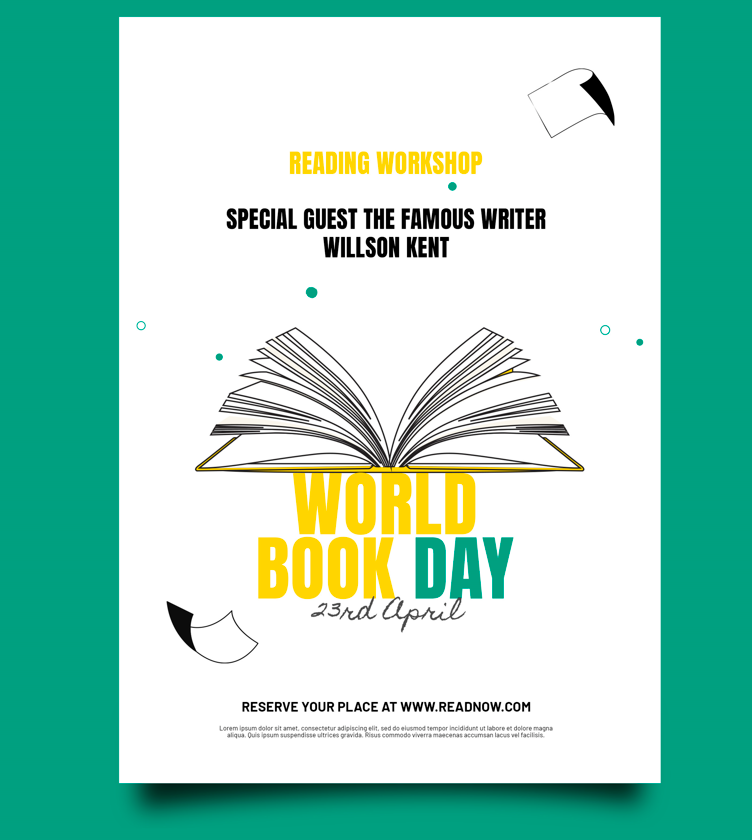 READING WORKSHOP
SPECIAL GUEST THE FAMOUS WRITER
WILLSON KENT
WORLD
BOOK DAY
23rd April
RESERVE YOUR PLACE AT WWW.READNOW.COM
Lorem ipsum dolor sit amet, consectetur adipiscing elit, sed do eiusmod tempor incididunt ut labore et dolore magna
aliqua. Quis ipsum suspendisse ultrices gravida. Risus commodo viverra maecenas accumsan lacus vel facilisis.